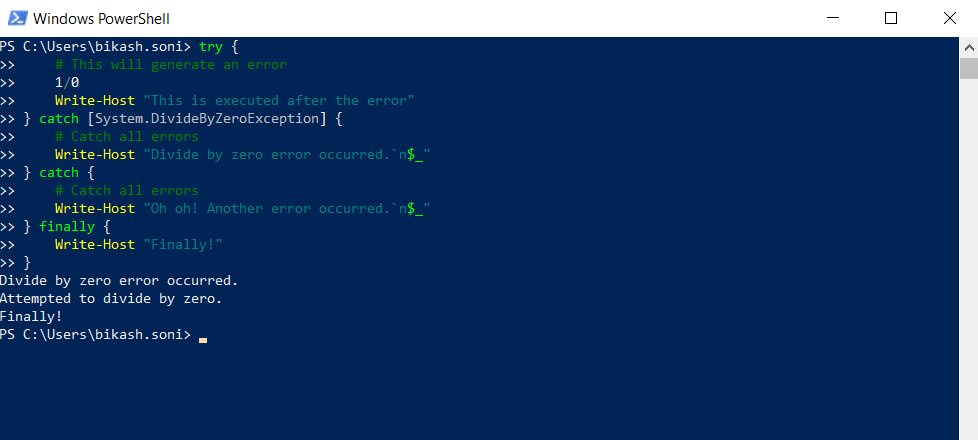 Windows PowerShell
PS C:\Users\bikash.soni> try {
>>     # This will generate an error
>>     1/0
>>     Write-Host "This is executed after the error"
>> } catch [System.DivideByZeroException] {
>>     # Catch all errors
>>     Write-Host "Divide by zero error occurred.`n$_"
>> } catch {
>>     # Catch all errors
>>     Write-Host "Oh oh! Another error occurred.`n$_"
>> } finally {
>>     Write-Host "Finally!"
>> }
Divide by zero error occurred.
Attempted to divide by zero.
Finally!
PS C:\Users\bikash.soni>